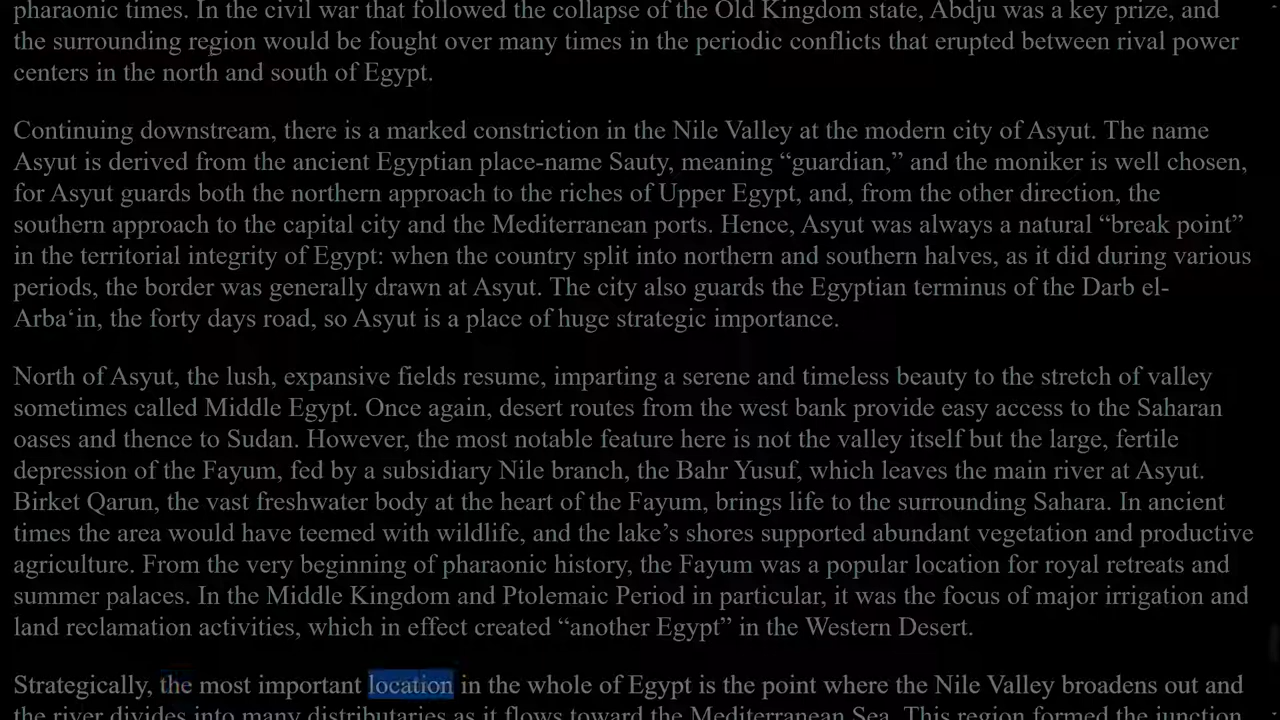 pharaonic times. In the civil war that followed the collapse of the Old Kingdom state, Abdju was a key prize, and
the surrounding region would be fought over many times in the periodic conflicts that erupted between rival power
centers in the north and south of Egypt.
Continuing downstream, there is a marked constriction in the Nile Valley at the modern city of Asyut. The name
Asyut is derived from the ancient Egyptian place-name Sauty, meaning “guardian,” and the moniker is well chosen,
for Asyut guards both the northern approach to the riches of Upper Egypt, and, from the other direction, the
southern approach to the capital city and the Mediterranean ports. Hence, Asyut was always a natural “break point”
in the territorial integrity of Egypt: when the country split into northern and southern halves, as it did during various
periods, the border was generally drawn at Asyut. The city also guards the Egyptian terminus of the Darb el-
Arba‘in, the forty days road, so Asyut is a place of huge strategic importance.
North of Asyut, the lush, expansive fields resume, imparting a serene and timeless beauty to the stretch of valley
sometimes called Middle Egypt. Once again, desert routes from the west bank provide easy access to the Saharan
oases and thence to Sudan. However, the most notable feature here is not the valley itself but the large, fertile
depression of the Fayum, fed by a subsidiary Nile branch, the Bahr Yusuf, which leaves the main river at Asyut.
Birket Qarun, the vast freshwater body at the heart of the Fayum, brings life to the surrounding Sahara. In ancient
times the area would have teemed with wildlife, and the lake’s shores supported abundant vegetation and productive
agriculture. From the very beginning of pharaonic history, the Fayum was a popular location for royal retreats and
summer palaces. In the Middle Kingdom and Ptolemaic Period in particular, it was the focus of major irrigation and
land reclamation activities, which in effect created “another Egypt” in the Western Desert.
Strategically, the most important location in the whole of Egypt is the point where the Nile Valley broadens out and
the river divides into many distributaries as it flows toward the Mediterranean Sea. This region formed the junction